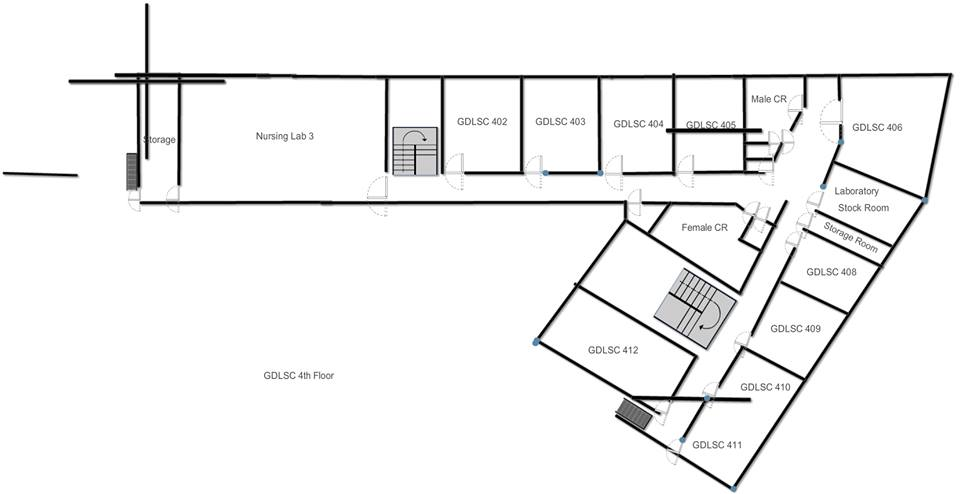 Male CR
GDLSC 402
GDLSC 403
GDLSC 404
GDLSC 405
GDLSC 406
Storage
Nursing Lab 3
Laboratory
Stock Room
Female CR
Storage Room
GDLSC 408
GDLSC 409
GDLSC 412
GDLSC 4th Floor
GDLSC 410
GDLSC 411